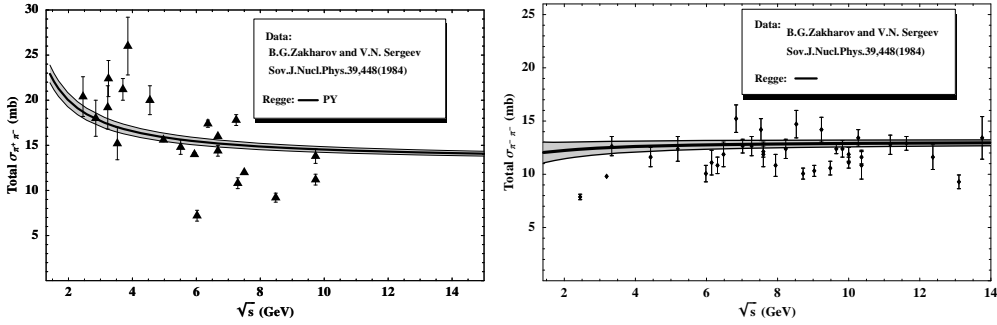 30
25
20
15
10
5
2 4 6 8 10 12 14
Total σπ⁺ π⁻ (mb)
√s (GeV)
Data:
B.G.Zakharov and V.N. Sergeev
Sov.J.Nucl.Phys.39,448(1984)
Regge: PY
25
20
15
10
5
2 4 6 8 10 12 14
Total σπ⁻ π⁻ (mb)
√s (GeV)
Data:
B.G.Zakharov and V.N. Sergeev
Sov.J.Nucl.Phys.39,448(1984)
Regge: